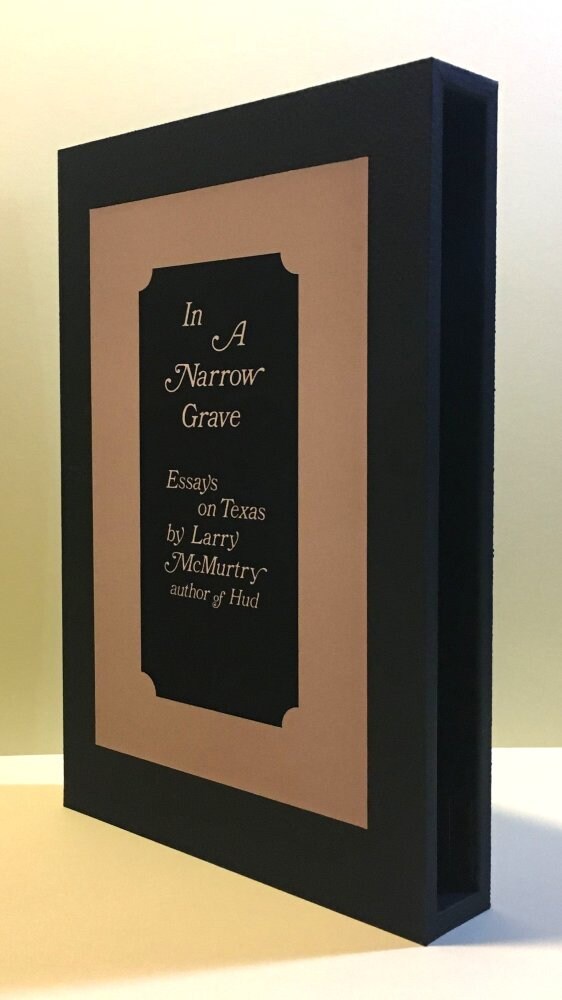 In
A
Narrow
Grave
Essays
on Texas
by Larry
McMurtry
author of Hud